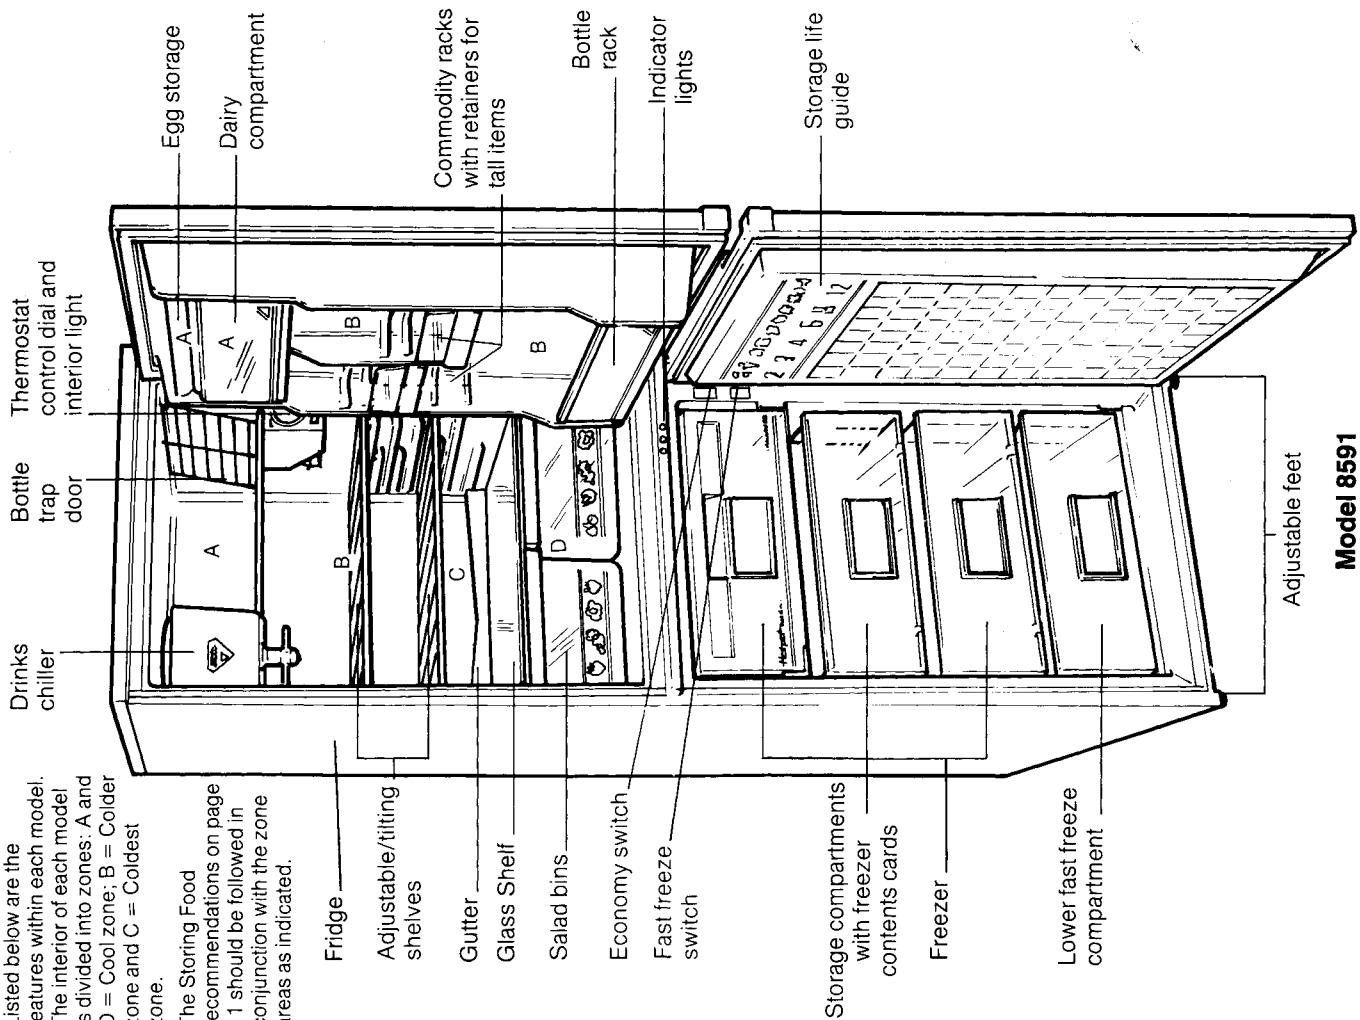 isted below are the
eatures within each model.
The interior of each model
s divided into zones: A and
D = Cool zone; B = Colder
zone and C = Coldest
zone.
The Storing Food
ecommendations on page
1 should be followed in
onjunction with the zone
areas as indicated.
Drinks
chiller
Bottle
trap
door
Thermostat
control dial and
interior light
Egg storage
Dairy
compartment
Commodity racks
with retainers for
tall items
Bottle
rack
Indicator
lights
Storage life
guide
Fridge
Adjustable/tilting
shelves
Gutter
Glass Shelf
Salad bins
Economy switch
Fast freeze
switch
Storage compartments
with freezer
contents cards
Freezer
Lower fast freeze
compartment
A
A
A
B
B
B
C
D
2 3 4 6 8 12
Adjustable feet
Model 8591